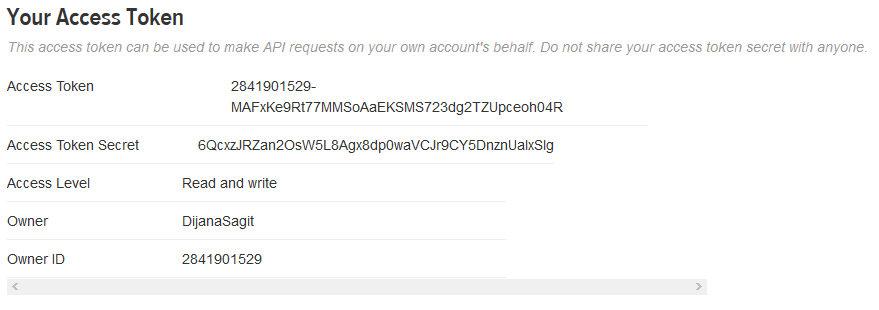 Your Access Token
This access token can be used to make API requests on your own account's behalf. Do not share your access token secret with anyone.
Access Token 2841901529-
MAFxKe9Rt77MMSoAaEKSMS723dg2TZUpceoh04R
Access Token Secret 6QcxzJRZan2OsW5L8Agx8dp0waVCJr9CY5DnznUalxSlg
Access Level Read and write
Owner DijanaSagit
Owner ID 2841901529